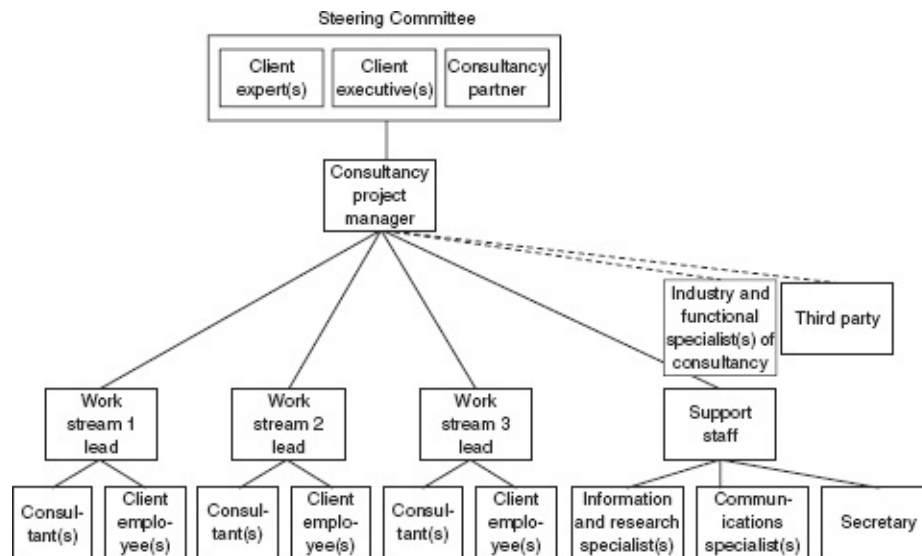 Steering Committee
Client
expert(s)
Client
executive(s)
Consultancy
partner
Consultancy
project
manager
Industry and
functional
specialist(s) of
consultancy
Third party
Work
stream 1
lead
Work
stream 2
lead
Work
stream 3
lead
Support
staff
Consul-
tant(s)
Client
emplo-
yee(s)
Consul-
tant(s)
Client
emplo-
yee(s)
Consul-
tant(s)
Client
emplo-
yee(s)
Information
and research
specialist(s)
Commun-
ications
specialist(s)
Secretary